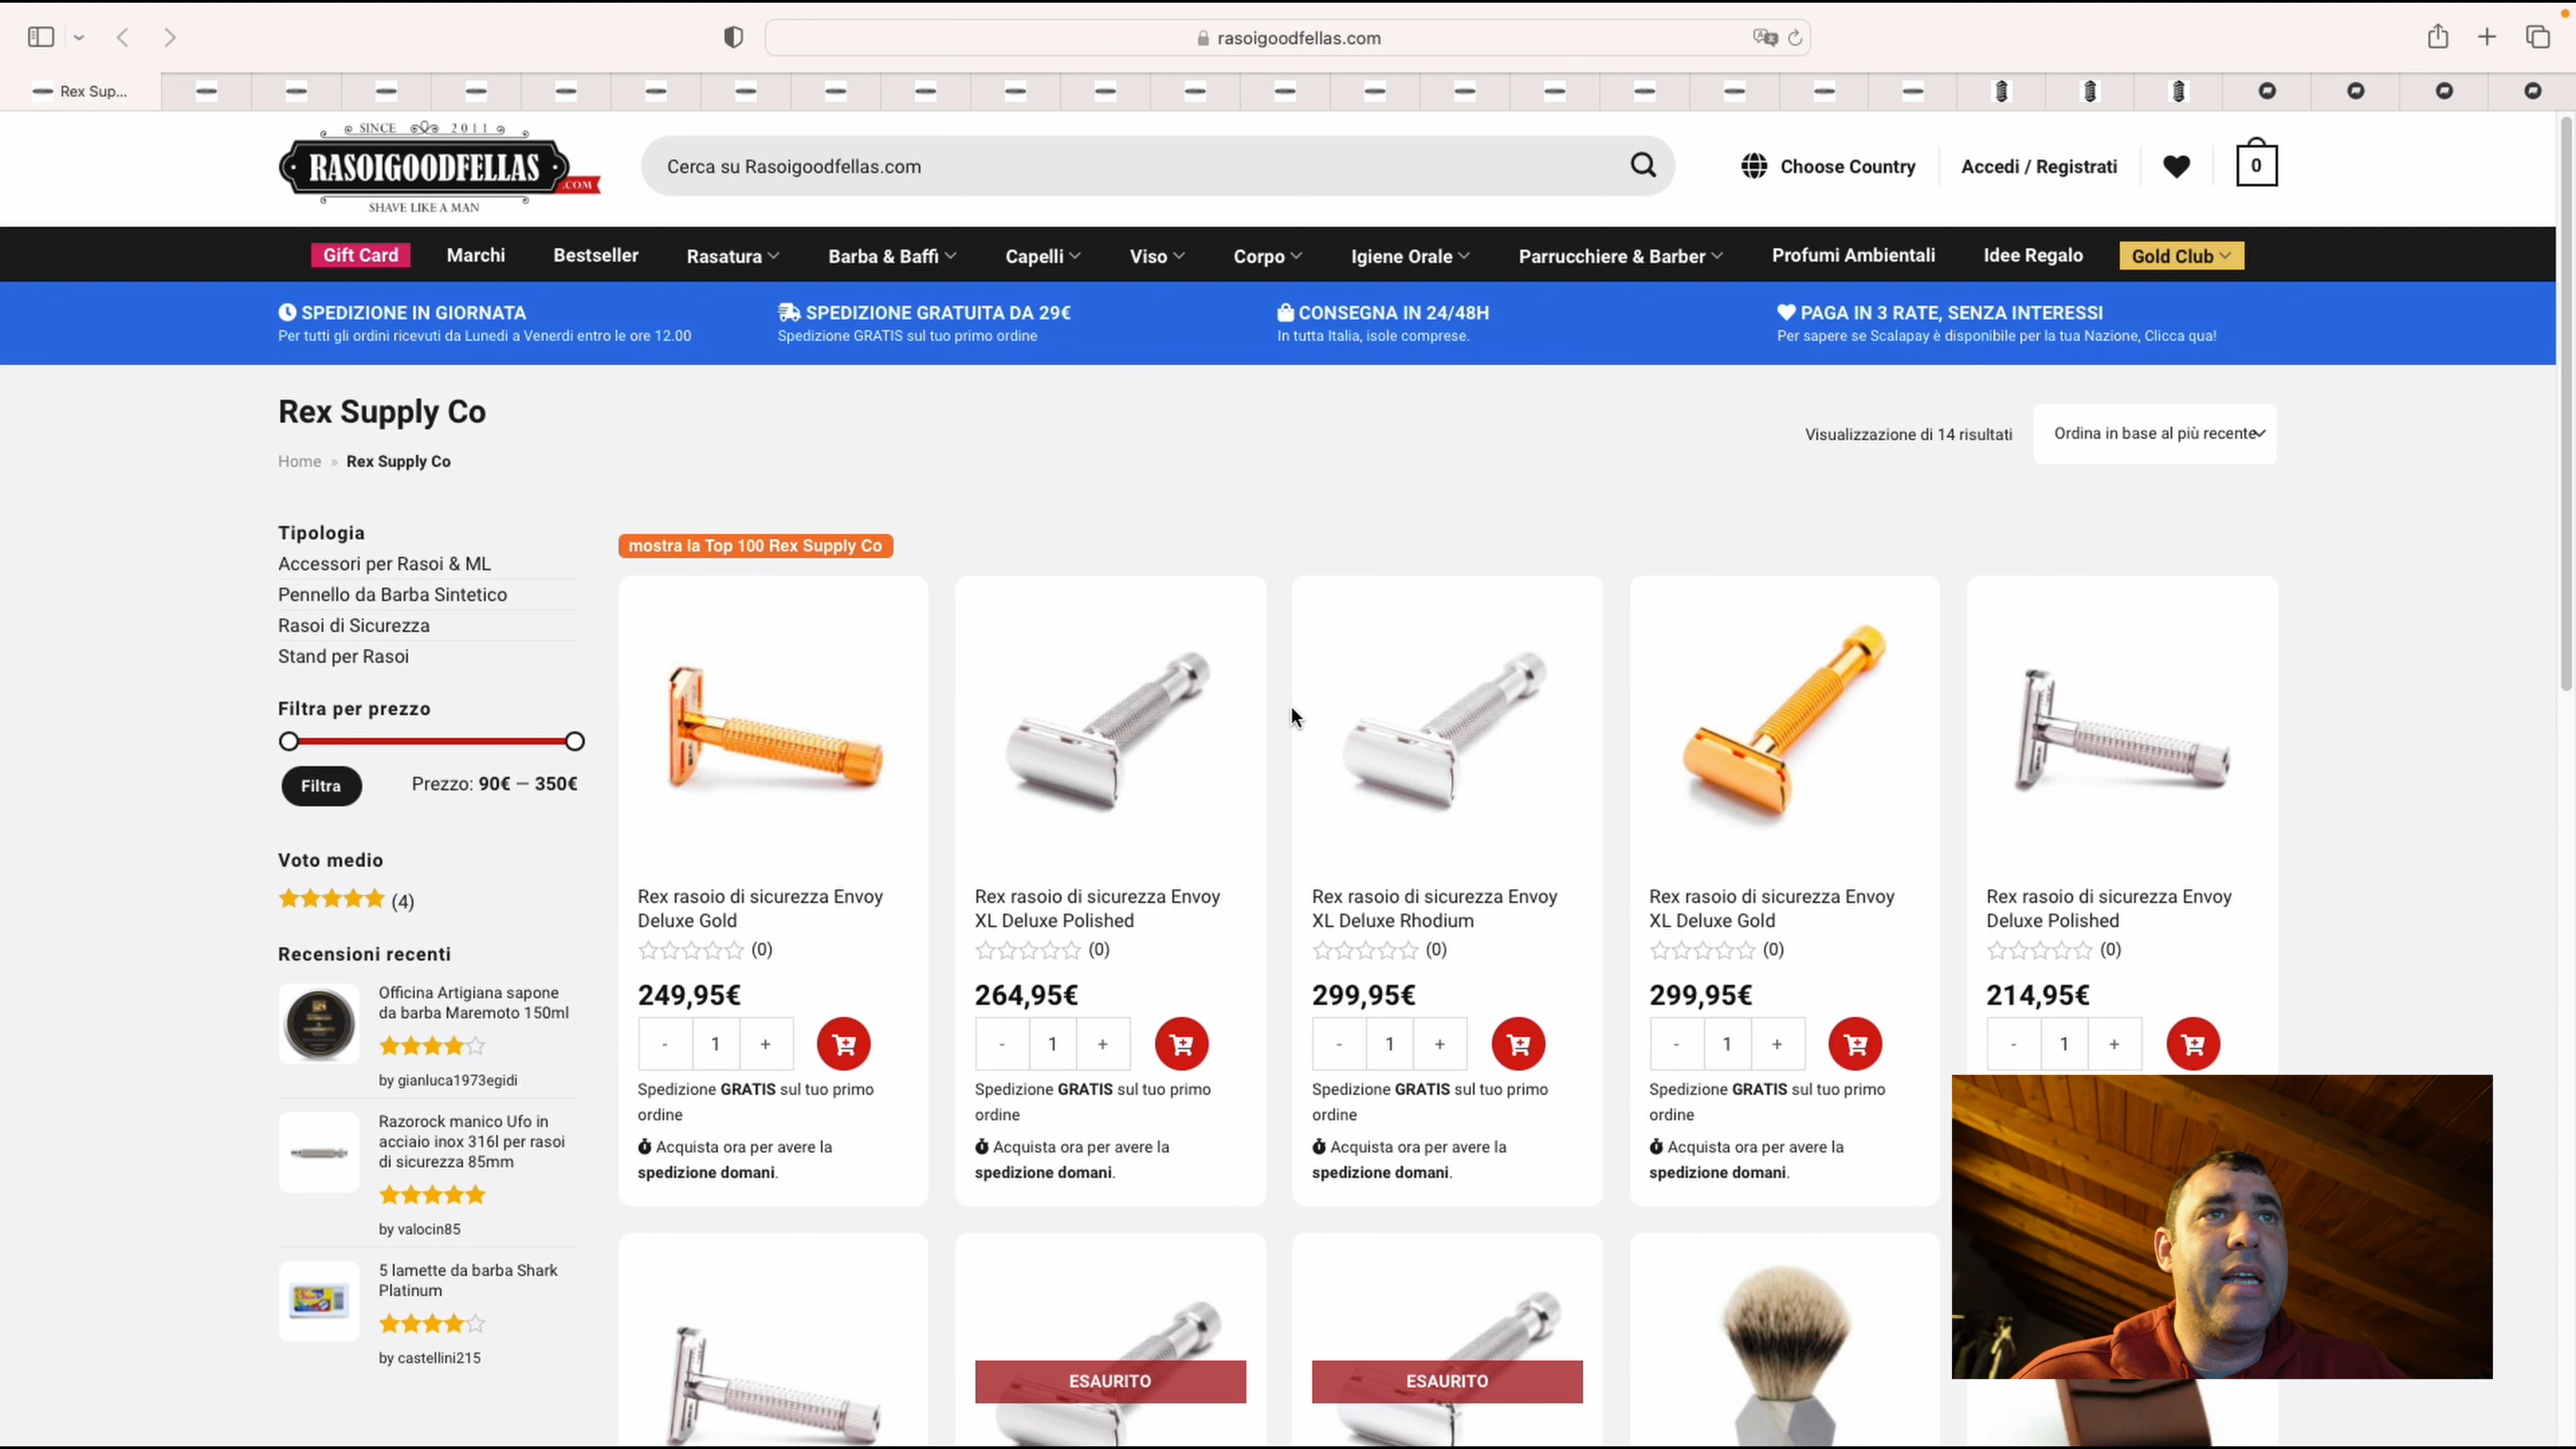 rasoigoodfellas.com
Rex Sup...
SINCE 2011
RASOIGOODFELLAS
.COM
SHAVE LIKE A MAN
Cerca su Rasoigoodfellas.com
Choose Country
Accedi / Registrati
0
Gift Card
Marchi
Bestseller
Rasatura
Barba & Baffi
Capelli
Viso
Corpo
Igiene Orale
Parrucchiere & Barber
Profumi Ambientali
Idee Regalo
Gold Club
SPEDIZIONE IN GIORNATA
Per tutti gli ordini ricevuti da Lunedi a Venerdi entro le ore 12.00
SPEDIZIONE GRATUITA DA 29€
Spedizione GRATIS sul tuo primo ordine
CONSEGNA IN 24/48H
In tutta Italia, isole comprese.
PAGA IN 3 RATE, SENZA INTERESSI
Per sapere se Scalapay è disponibile per la tua Nazione, Clicca qua!
Rex Supply Co
Home » Rex Supply Co
Visualizzazione di 14 risultati
Ordina in base al più recente
Tipologia
Accessori per Rasoi & ML
Pennello da Barba Sintetico
Rasoi di Sicurezza
Stand per Rasoi
Filtra per prezzo
Filtra
Prezzo: 90€ — 350€
Voto medio
(4)
Recensioni recenti
Officina Artigiana sapone
da barba Maremoto 150ml
by gianluca1973egidi
Razorock manico Ufo in
acciaio inox 316l per rasoi
di sicurezza 85mm
by valocin85
5 lamette da barba Shark
Platinum
by castellini215
mostra la Top 100 Rex Supply Co
Rex rasoio di sicurezza Envoy
Deluxe Gold
(0)
249,95€
- 1 +
Spedizione GRATIS sul tuo primo
ordine
Acquista ora per avere la
spedizione domani.
Rex rasoio di sicurezza Envoy
XL Deluxe Polished
(0)
264,95€
- 1 +
Spedizione GRATIS sul tuo primo
ordine
Acquista ora per avere la
spedizione domani.
Rex rasoio di sicurezza Envoy
XL Deluxe Rhodium
(0)
299,95€
- 1 +
Spedizione GRATIS sul tuo primo
ordine
Acquista ora per avere la
spedizione domani.
Rex rasoio di sicurezza Envoy
XL Deluxe Gold
(0)
299,95€
- 1 +
Spedizione GRATIS sul tuo primo
ordine
Acquista ora per avere la
spedizione domani.
Rex rasoio di sicurezza Envoy
Deluxe Polished
(0)
214,95€
- 1 +
ESAURITO
ESAURITO